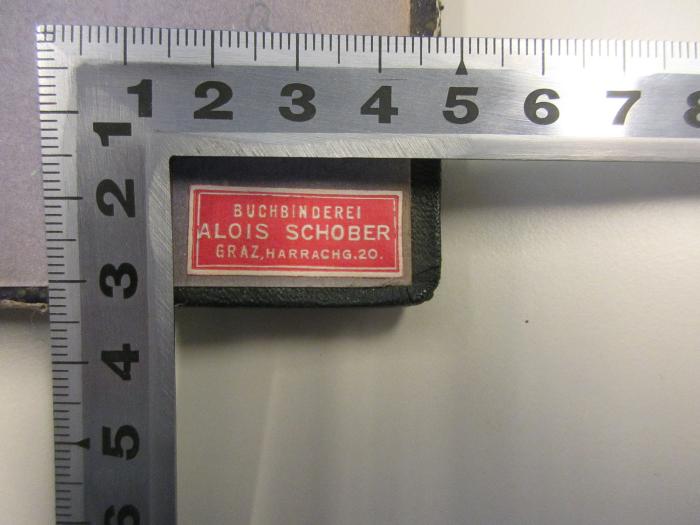 1 2 3 4 5 6 7 8
1
2
3
4
5
6
BUCHBINDEREI
ALOIS SCHOBER
GRAZ, HARRACHG. 20.